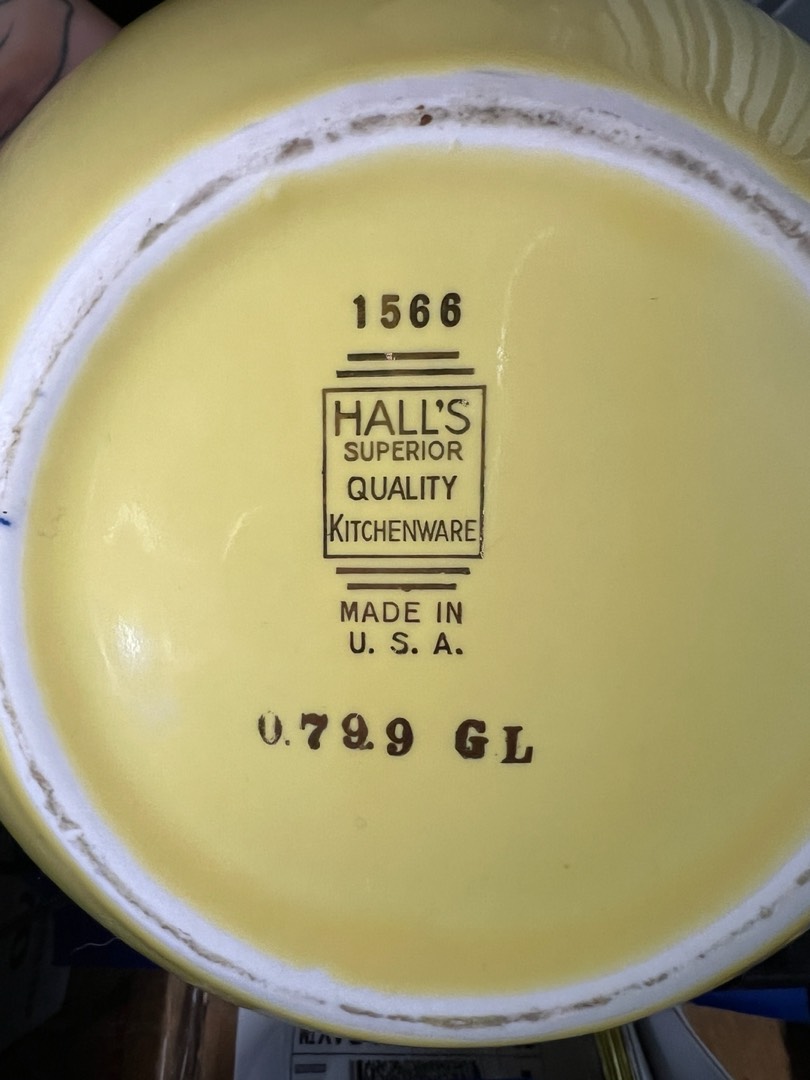 1566
HALL'S
SUPERIOR
QUALITY
KITCHENWARE
MADE IN
U. S. A.
0.799 GL